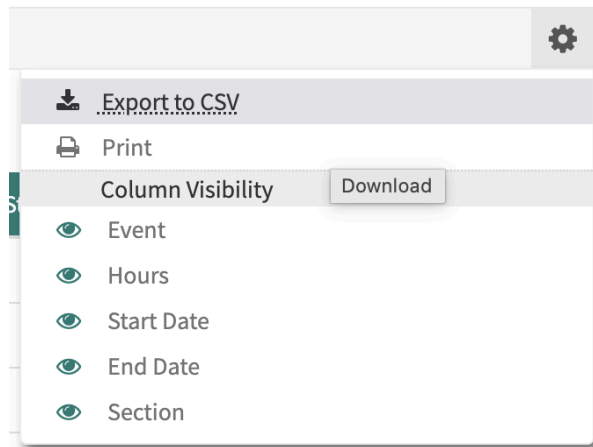 Export to CSV
Print
Column Visibility
Download
Event
Hours
Start Date
End Date
Section